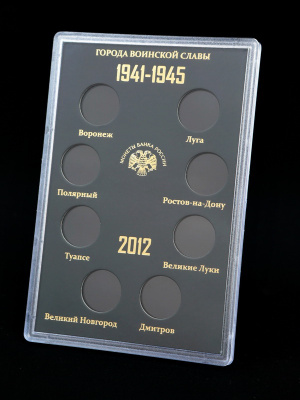 ГОРОДА ВОИНСКОЙ СЛАВЫ
1941-1945
Воронеж
Луга
МОНЕТЫ БАНКА РОССИИ
Полярный
Ростов-на-Дону
Туапсе
2012
Великие Луки
Великий Новгород
Дмитров